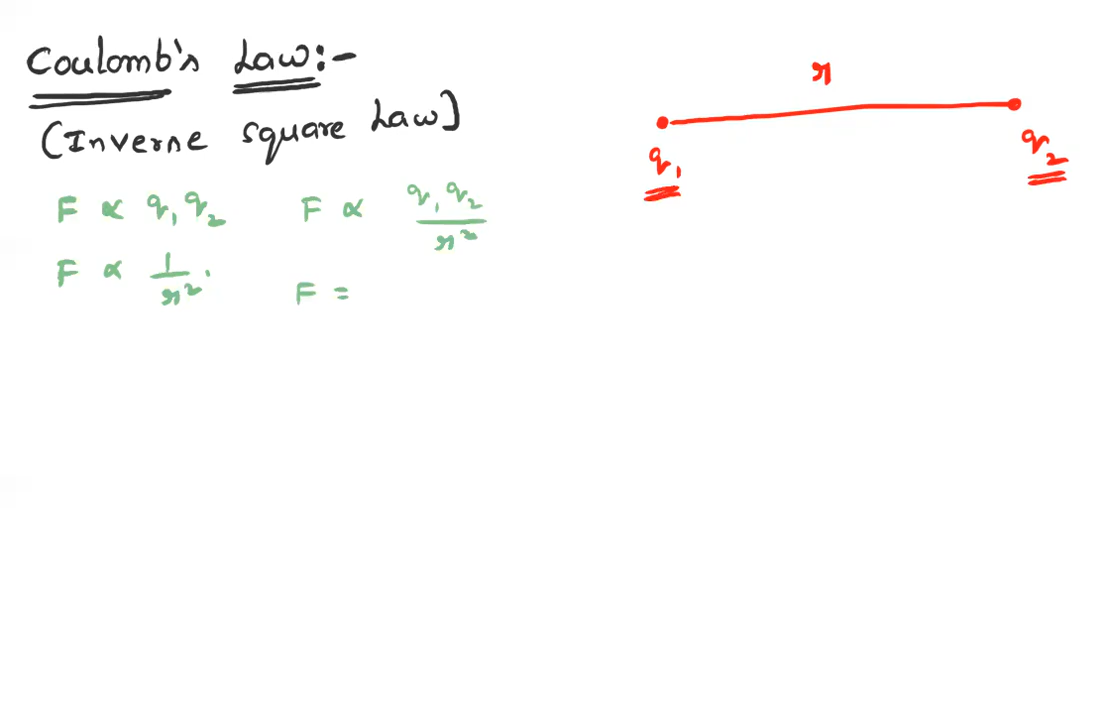 Coulomb's Law:-
(Inverse square Law)
F ∝ q₁q₂
F ∝ 1/r²
F ∝ q₁q₂/r²
F =
r
q₁
q₂